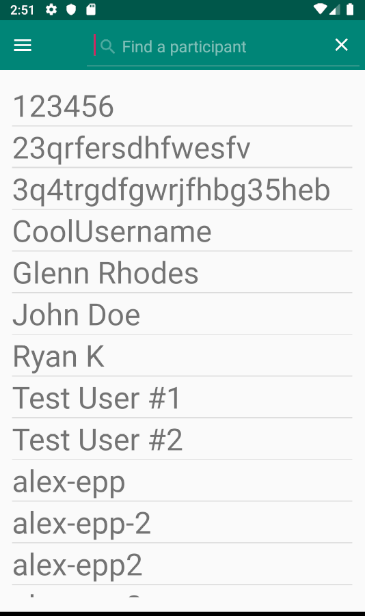 2:51
Find a participant
123456
23qrfersdhfwesfv
3q4trgdfgwrjfhbg35heb
CoolUsername
Glenn Rhodes
John Doe
Ryan K
Test User #1
Test User #2
alex-epp
alex-epp-2
alex-epp2